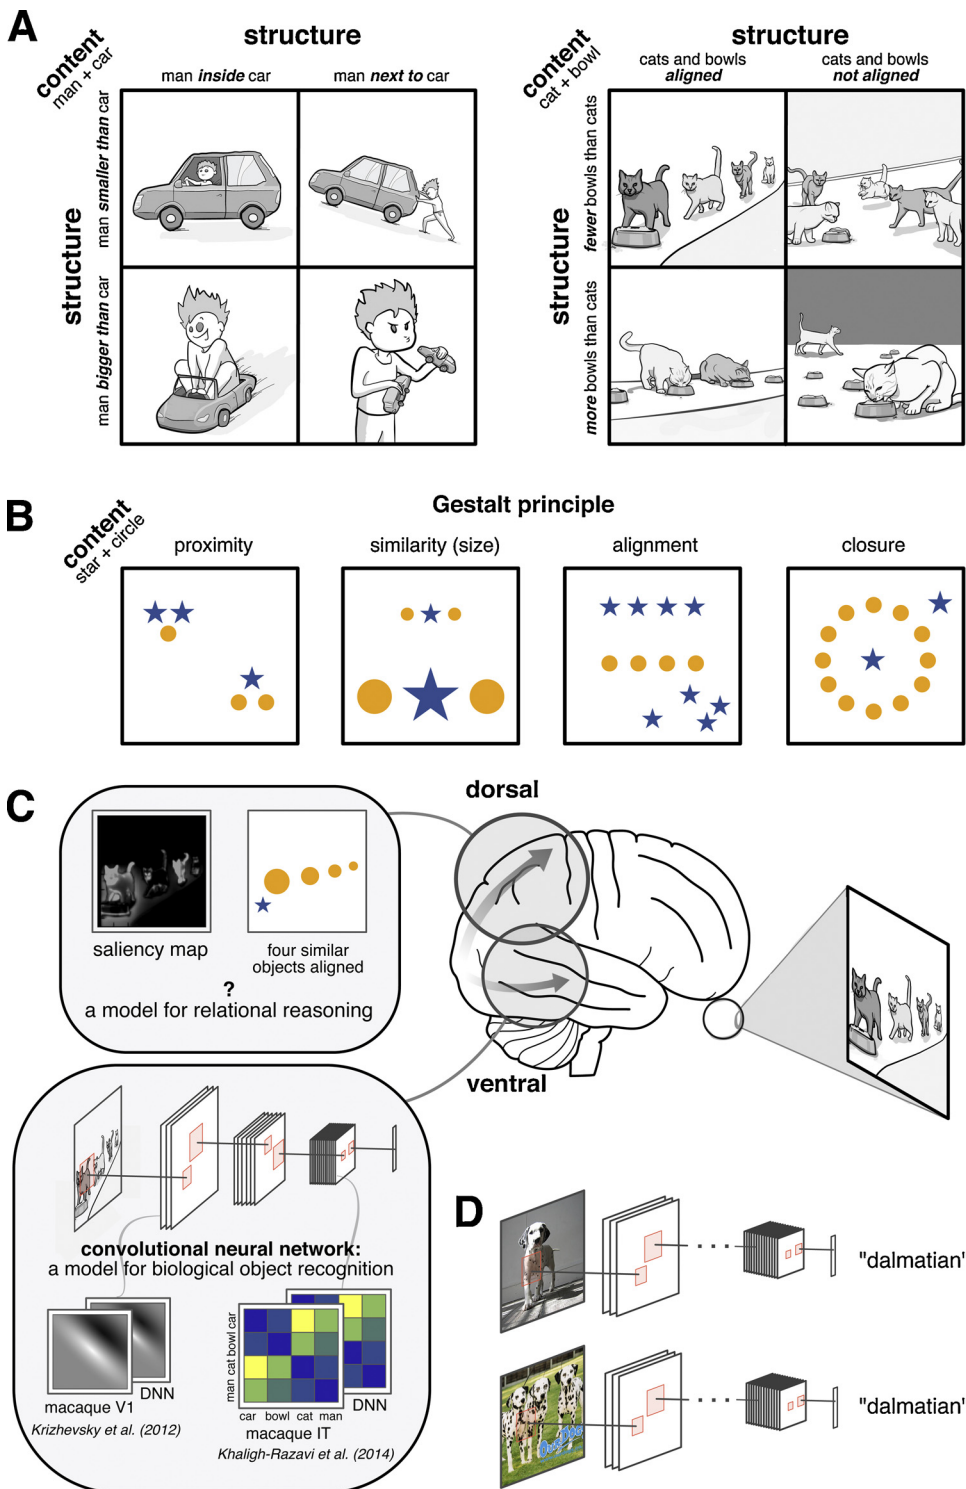 A
structure
content
man + car
man inside car
man next to car
structure
man smaller than car
man bigger than car
structure
content
cat + bowl
cats and bowls
aligned
cats and bowls
not aligned
structure
fewer bowls than cats
more bowls than cats
B
Gestalt principle
content
star + circle
proximity
similarity (size)
alignment
closure
C
dorsal
saliency map
four similar
objects aligned
?
a model for relational reasoning
ventral
convolutional neural network:
a model for biological object recognition
man cat bowl car
DNN
macaque V1
Krizhevsky et al. (2012)
car bowl cat man
DNN
macaque IT
Khaligh-Razavi et al. (2014)
D
"dalmatian"
"dalmatian"